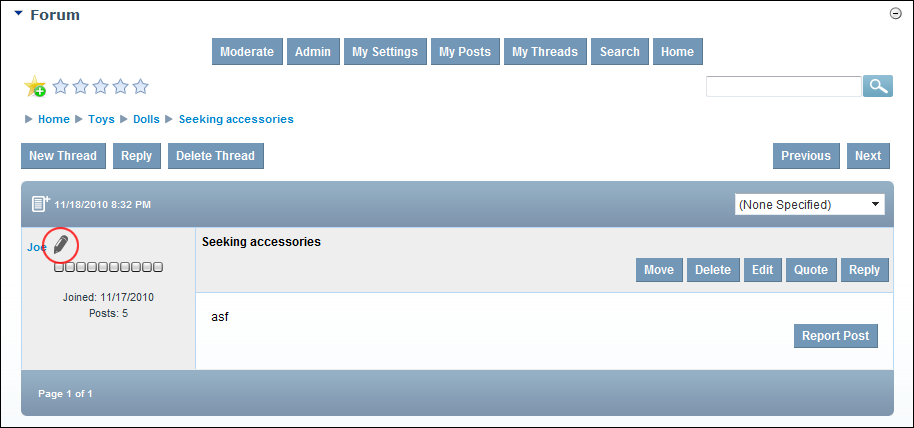 Forum
Moderate Admin My Settings My Posts My Threads Search Home
Home Toys Dolls Seeking accessories
New Thread Reply Delete Thread Previous Next
11/18/2010 8:32 PM (None Specified)
Joe Seeking accessories
Move Delete Edit Quote Reply
Joined: 11/17/2010
Posts: 5
asf
Report Post
Page 1 of 1